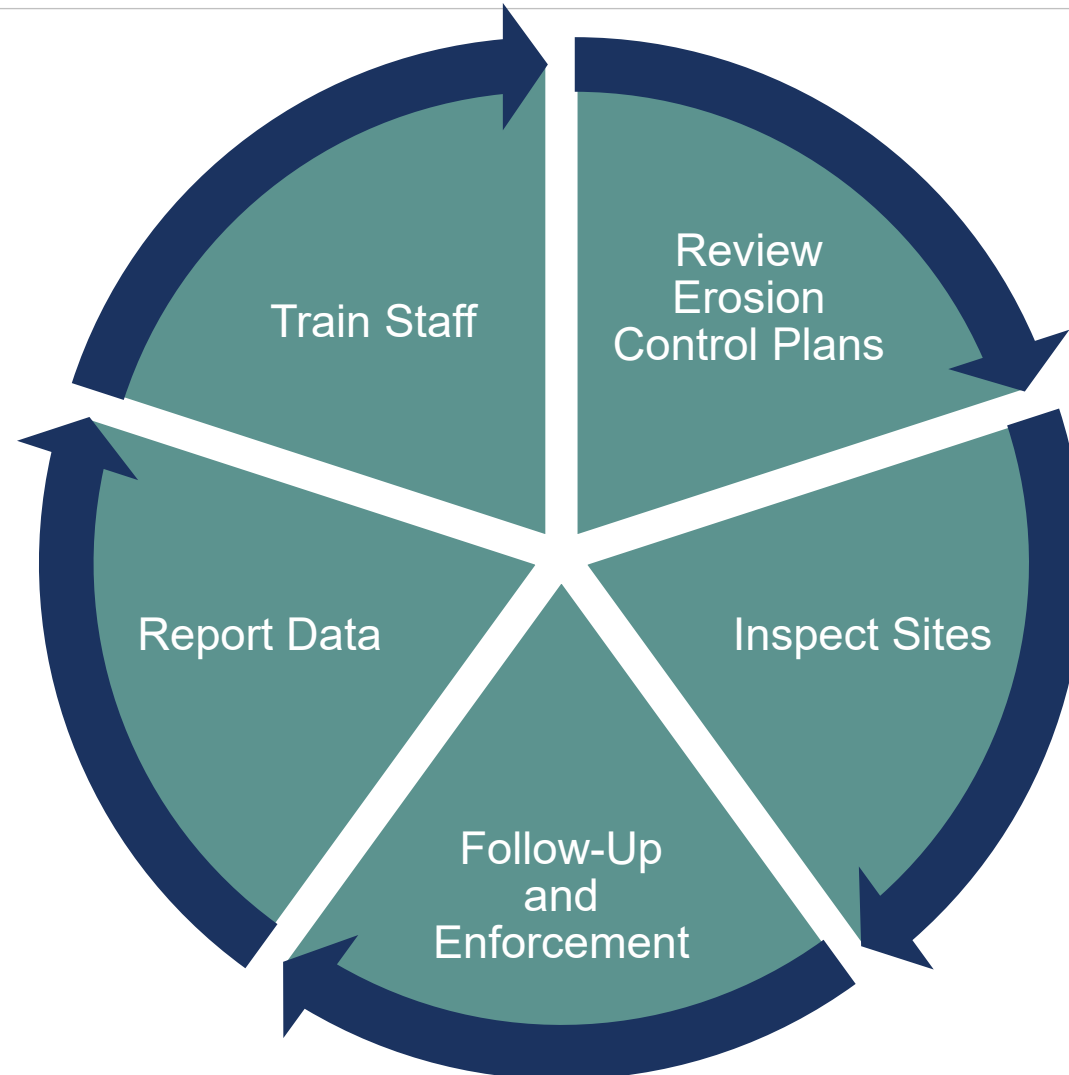 Review
Erosion
Control Plans
Inspect Sites
Follow-Up
and
Enforcement
Report Data
Train Staff